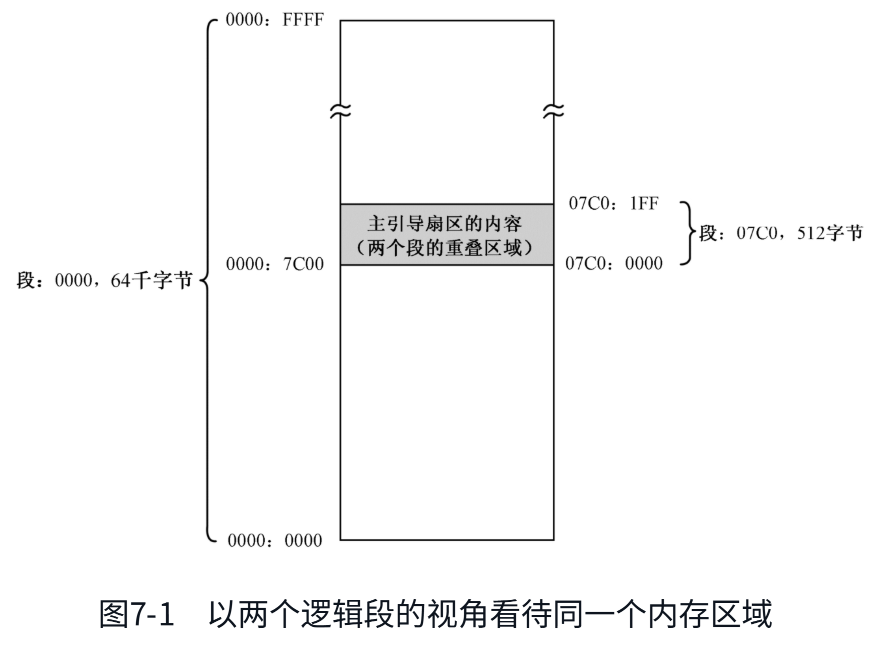 0000：FFFF
07C0：1FF
主引导扇区的内容
（两个段的重叠区域）
段：07C0，512字节
0000：7C00
07C0：0000
段：0000，64千字节
0000：0000
图7-1 以两个逻辑段的视角看待同一个内存区域